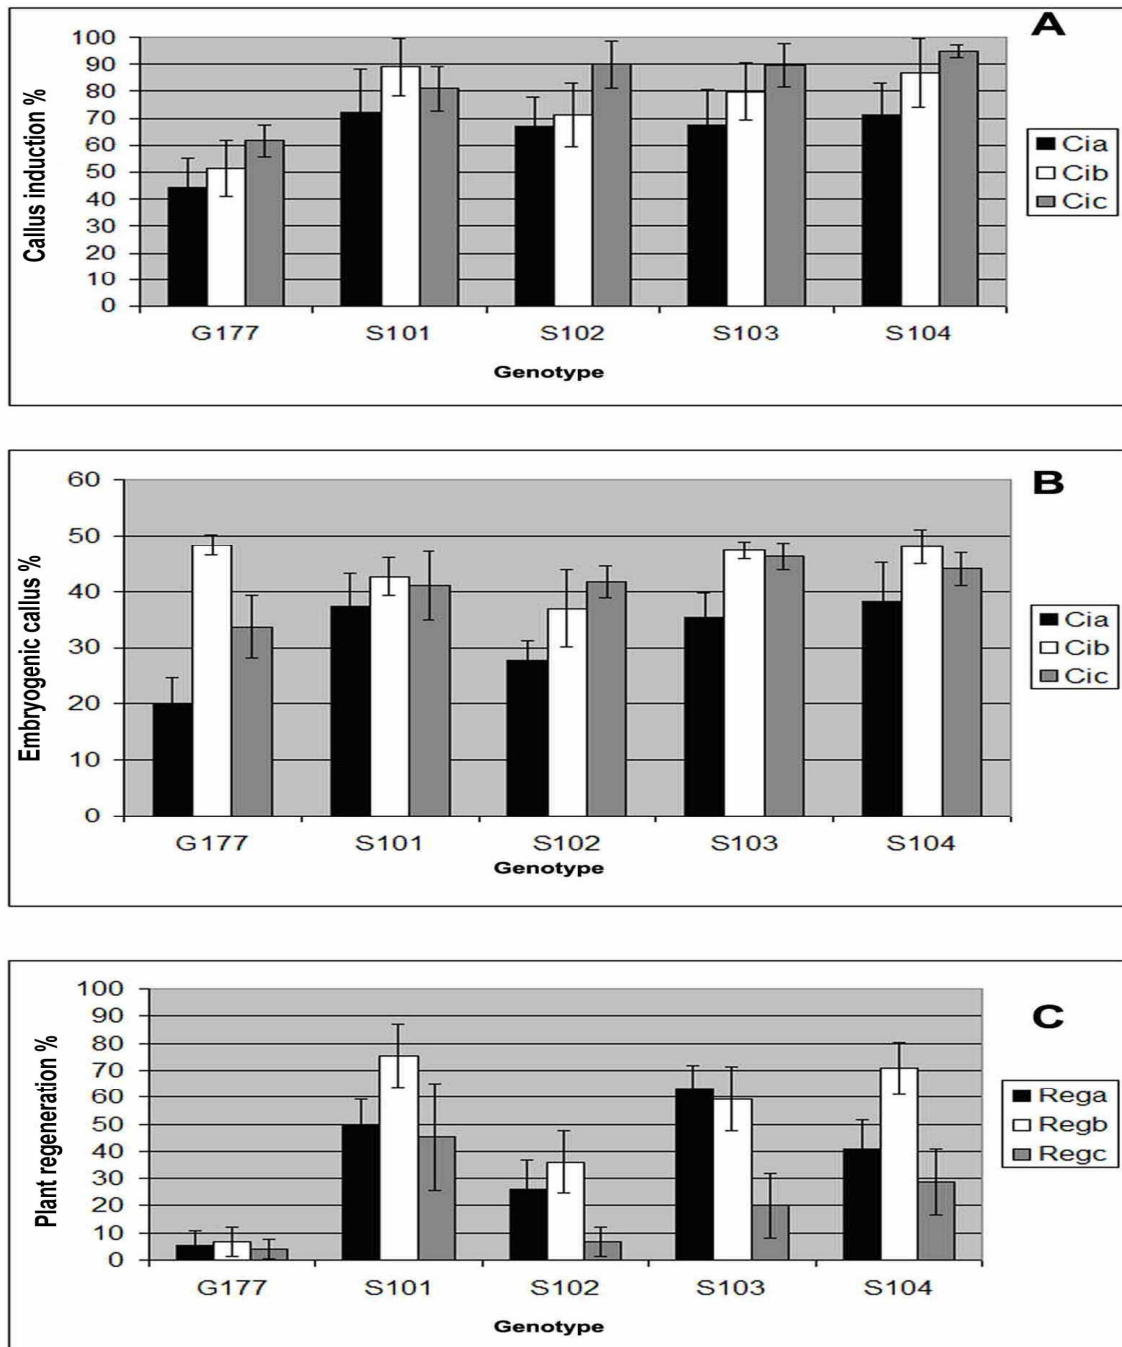 A
Callus induction %
100
90
80
70
60
50
40
30
20
10
0
G177 S101 S102 S103 S104
Genotype
Cia
Cib
Cic
B
Embryogenic callus %
60
50
40
30
20
10
0
G177 S101 S102 S103 S104
Genotype
Cia
Cib
Cic
C
Plant regeneration %
100
90
80
70
60
50
40
30
20
10
0
G177 S101 S102 S103 S104
Genotype
Rega
Regb
Regc